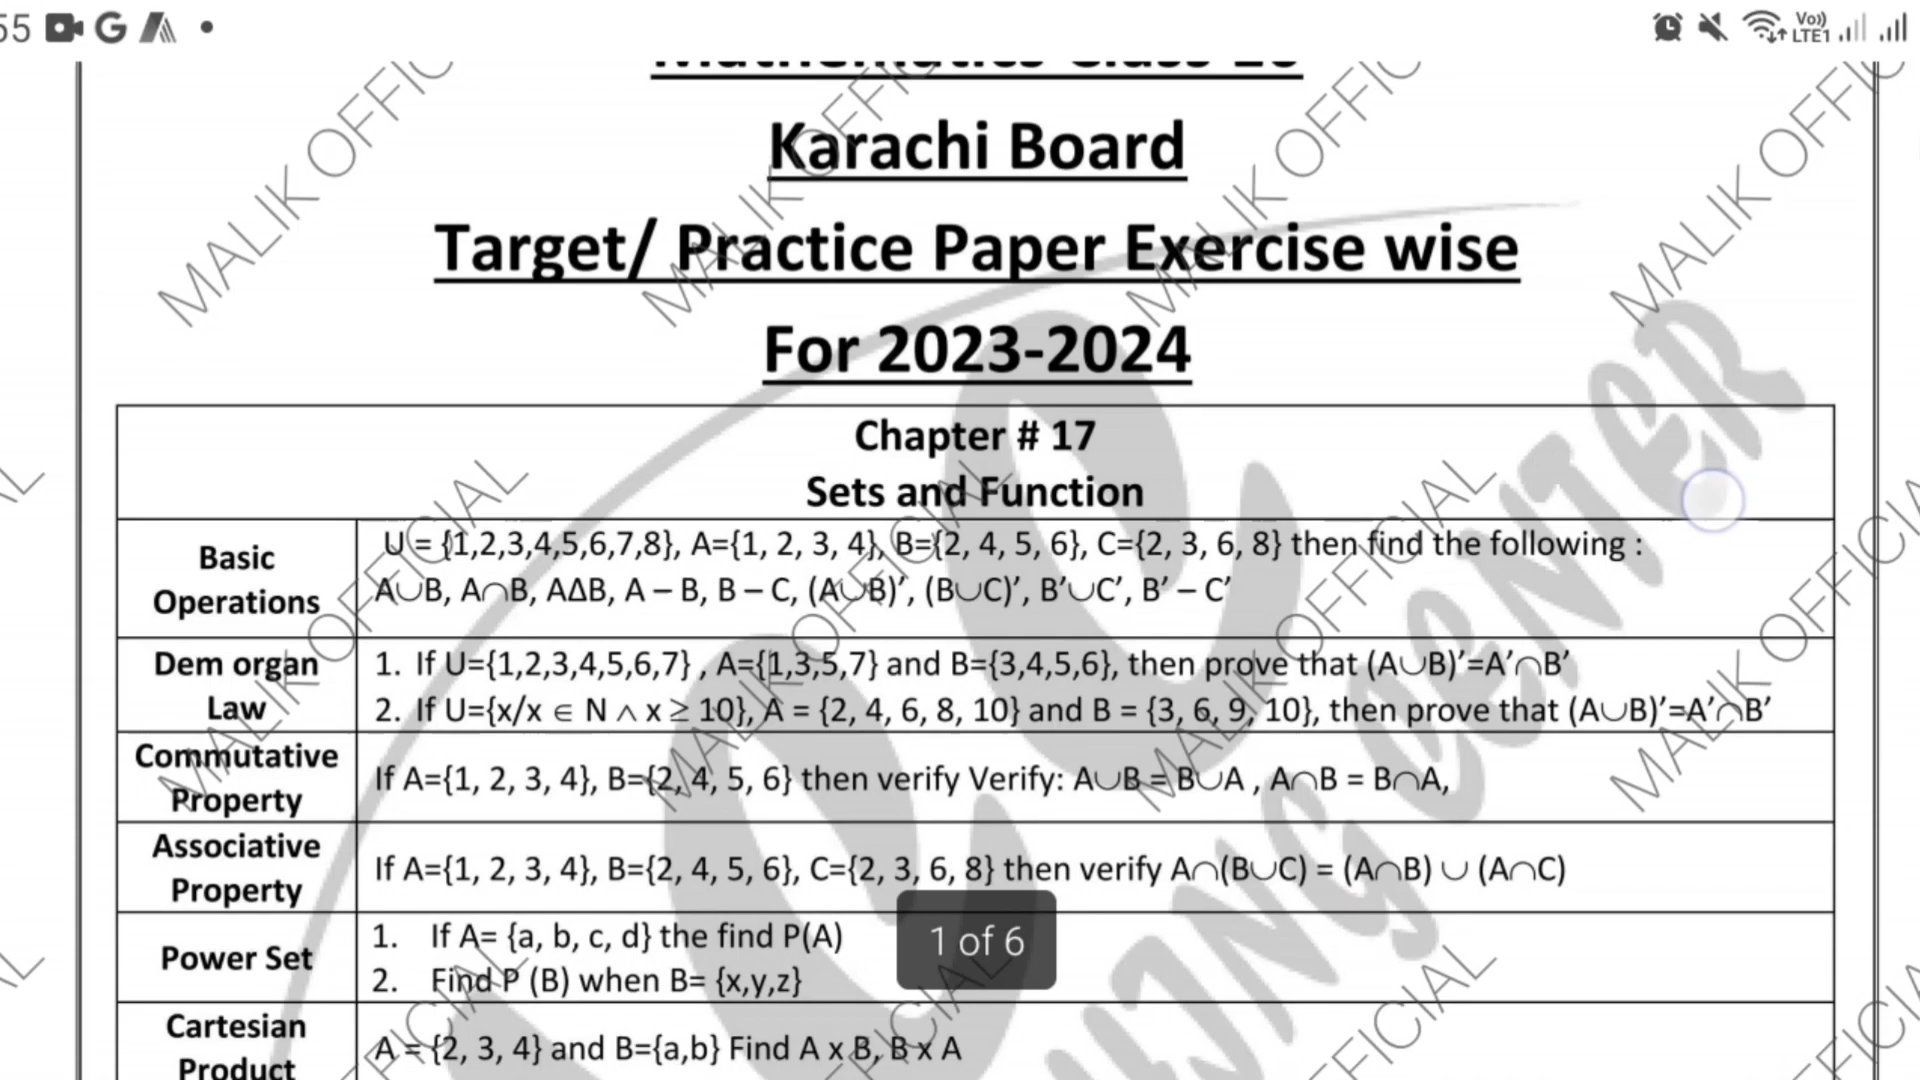 55
Mathematics Class 10
Karachi Board
Target/ Practice Paper Exercise wise
For 2023-2024
Chapter # 17
Sets and Function
Basic Operations
U = {1,2,3,4,5,6,7,8}, A={1, 2, 3, 4}, B={2, 4, 5, 6}, C={2, 3, 6, 8} then find the following :
A∪B, A∩B, AΔB, A – B, B – C, (A∪B)’, (B∪C)’, B’∪C’, B’ – C’
Dem organ Law
1. If U={1,2,3,4,5,6,7} , A={1,3,5,7} and B={3,4,5,6}, then prove that (A∪B)’=A’∩B’
2. If U={x/x ∈ N ∧ x ≥ 10}, A = {2, 4, 6, 8, 10} and B = {3, 6, 9, 10}, then prove that (A∪B)’=A’∩B’
Commutative Property
If A={1, 2, 3, 4}, B={2, 4, 5, 6} then verify Verify: A∪B = B∪A , A∩B = B∩A,
Associative Property
If A={1, 2, 3, 4}, B={2, 4, 5, 6}, C={2, 3, 6, 8} then verify A∩(B∪C) = (A∩B) ∪ (A∩C)
Power Set
1. If A= {a, b, c, d} the find P(A)
2. Find P (B) when B= {x,y,z}
Cartesian Product
A = {2, 3, 4} and B={a,b} Find A x B, B x A
1 of 6
MALIK OFFICIAL
CENTER
Vo)) LTE1